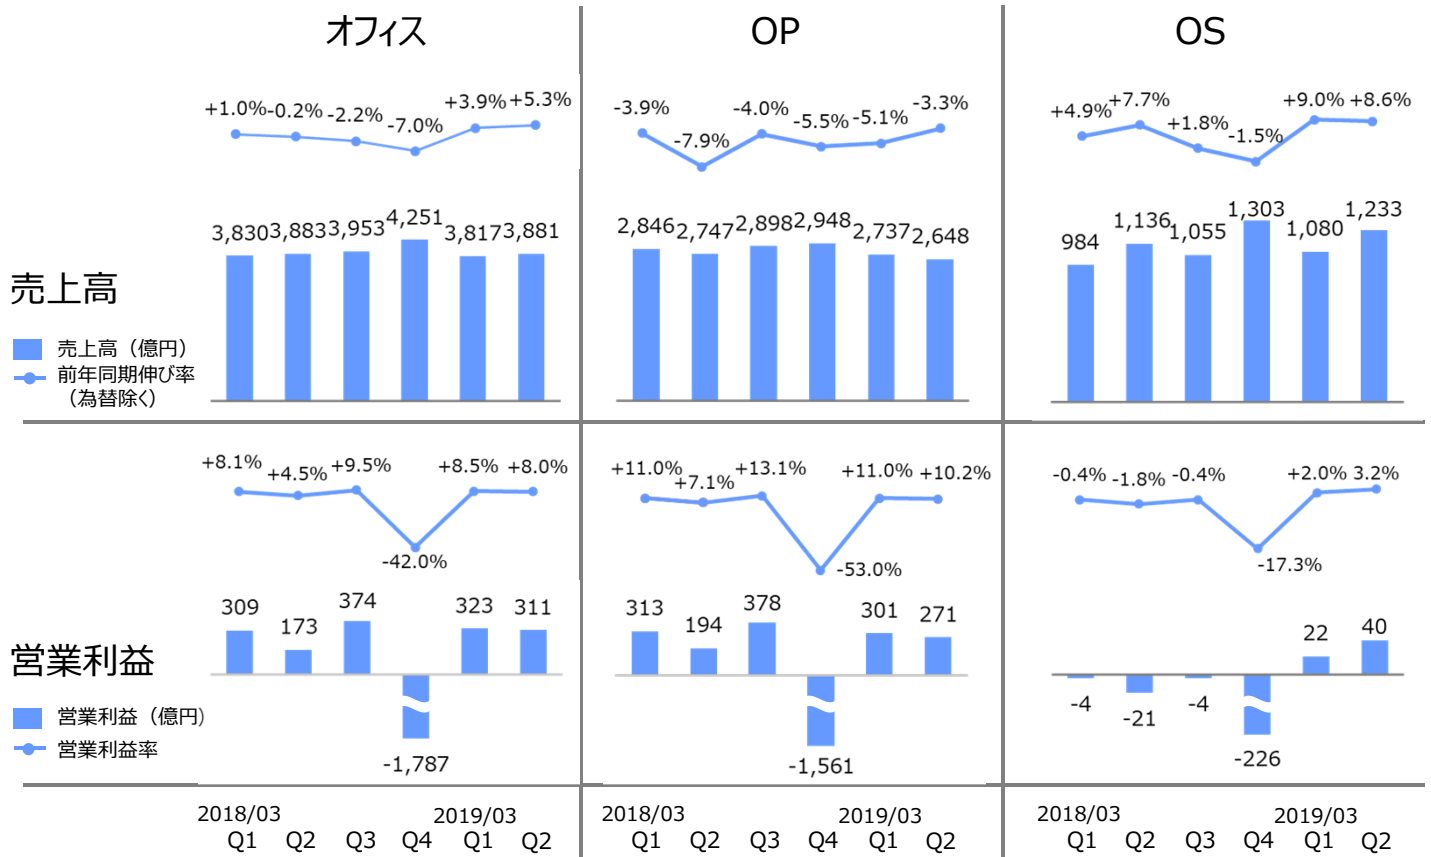 オフィス
OP
OS
+1.0% -0.2% -2.2% -7.0% +3.9% +5.3%
-3.9% -7.9% -4.0% -5.5% -5.1% -3.3%
+4.9% +7.7% +1.8% -1.5% +9.0% +8.6%
売上高
3,830 3,883 3,953 4,251 3,817 3,881
2,846 2,747 2,898 2,948 2,737 2,648
984 1,136 1,055 1,303 1,080 1,233
売上高（億円）
前年同期伸び率
（為替除く）
+8.1% +4.5% +9.5% -42.0% +8.5% +8.0%
+11.0% +7.1% +13.1% -53.0% +11.0% +10.2%
-0.4% -1.8% -0.4% -17.3% +2.0% 3.2%
営業利益
309 173 374 -1,787 323 311
313 194 378 -1,561 301 271
-4 -21 -4 -226 22 40
営業利益（億円）
営業利益率
2018/03 2019/03
Q1 Q2 Q3 Q4 Q1 Q2
2018/03 2019/03
Q1 Q2 Q3 Q4 Q1 Q2
2018/03 2019/03
Q1 Q2 Q3 Q4 Q1 Q2